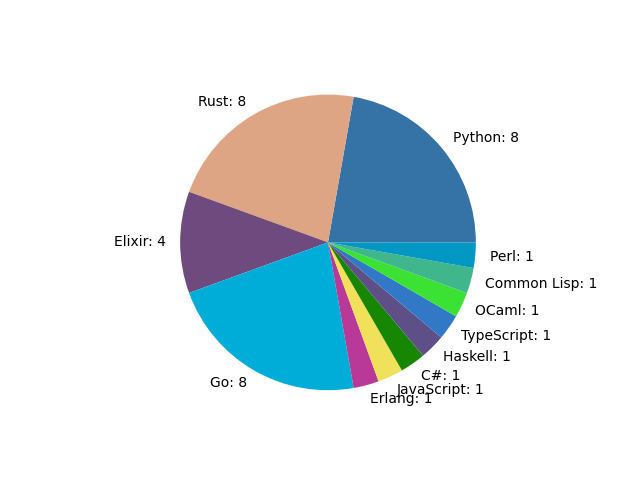 Rust: 8
Python: 8
Elixir: 4
Perl: 1
Common Lisp: 1
OCaml: 1
TypeScript: 1
Haskell: 1
C#: 1
Go: 8
JavaScript: 1
Erlang: 1